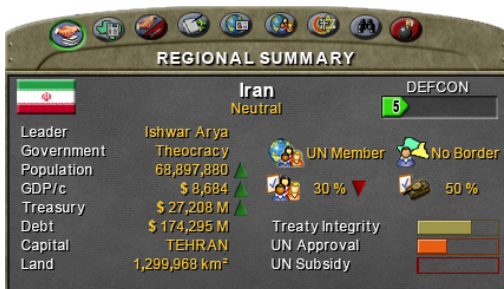 REGIONAL SUMMARY
Iran
Neutral
DEFCON
5
Leader Ishwar Arya
Government Theocracy
Population 68,897,880
GDP/c $ 8,684
Treasury $ 27,208 M
Debt $ 174,295 M
Capital TEHRAN
Land 1,299,968 km²
UN Member No Border
30 % 50 %
Treaty Integrity
UN Approval
UN Subsidy